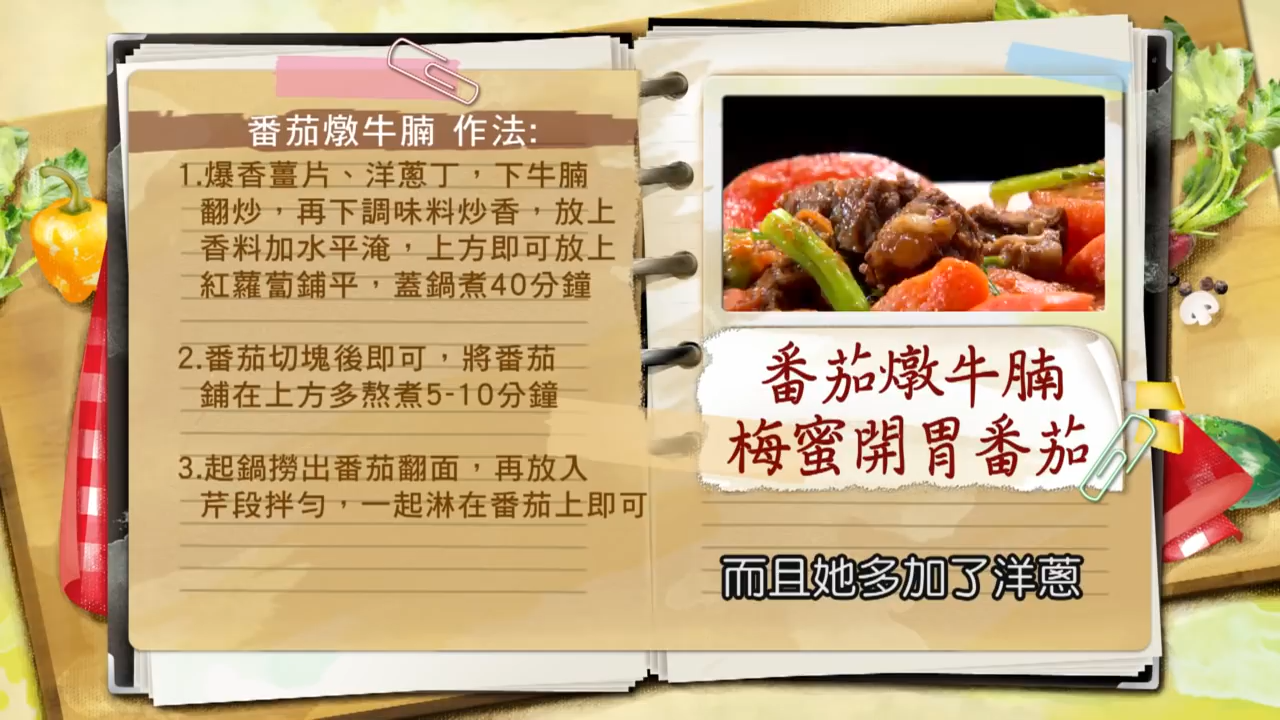 番茄燉牛腩 作法:
1.爆香薑片、洋蔥丁，下牛腩
翻炒，再下調味料炒香，放上
香料加水平淹，上方即可放上
紅蘿蔔鋪平，蓋鍋煮40分鐘
2.番茄切塊後即可，將番茄
鋪在上方多熬煮5-10分鐘
3.起鍋撈出番茄翻面，再放入
芹段拌勻，一起淋在番茄上即可
番茄燉牛腩
梅蜜開胃番茄
而且她多加了洋蔥